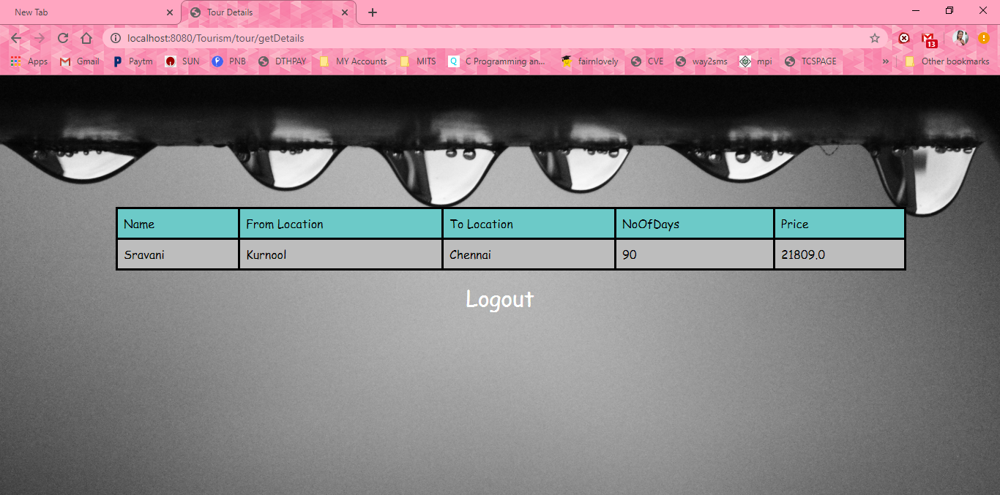 New Tab Tour Details
localhost:8080/Tourism/tour/getDetails
13
Apps Gmail Paytm SUN PNB DTHPAY MY Accounts MITS C Programming an... fairnlovely CVE way2sms mpi TCSPAGE » Other bookmarks
Name From Location To Location NoOfDays Price
Sravani Kurnool Chennai 90 21809.0
Logout